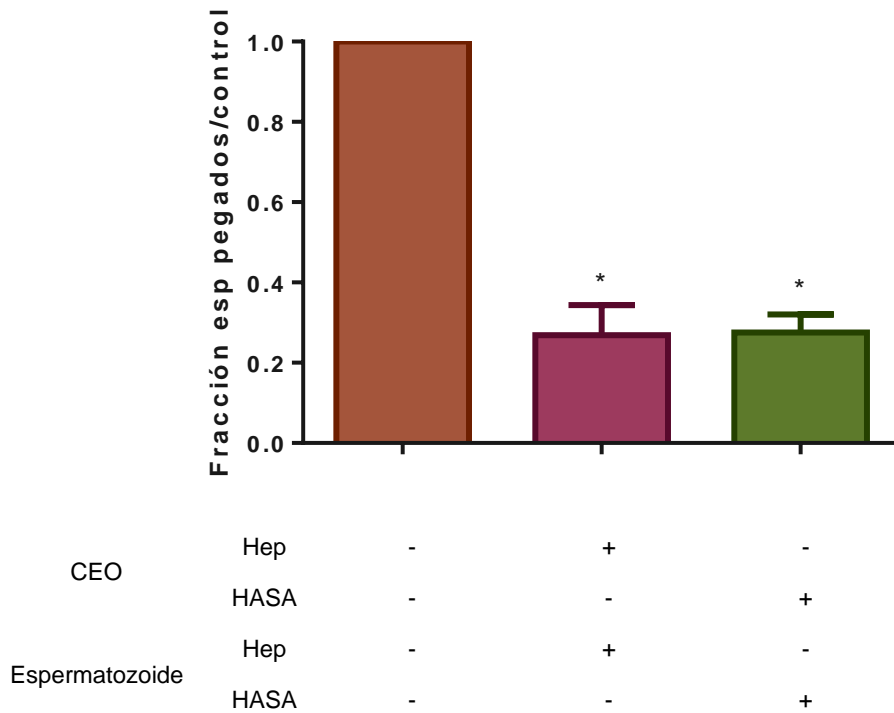 Fracción esp pegados/control
1.0
0.8
0.6
0.4
0.2
0.0
*
*
CEO
Hep - + -
HASA - - +
Espermatozoide
Hep - + -
HASA - - +